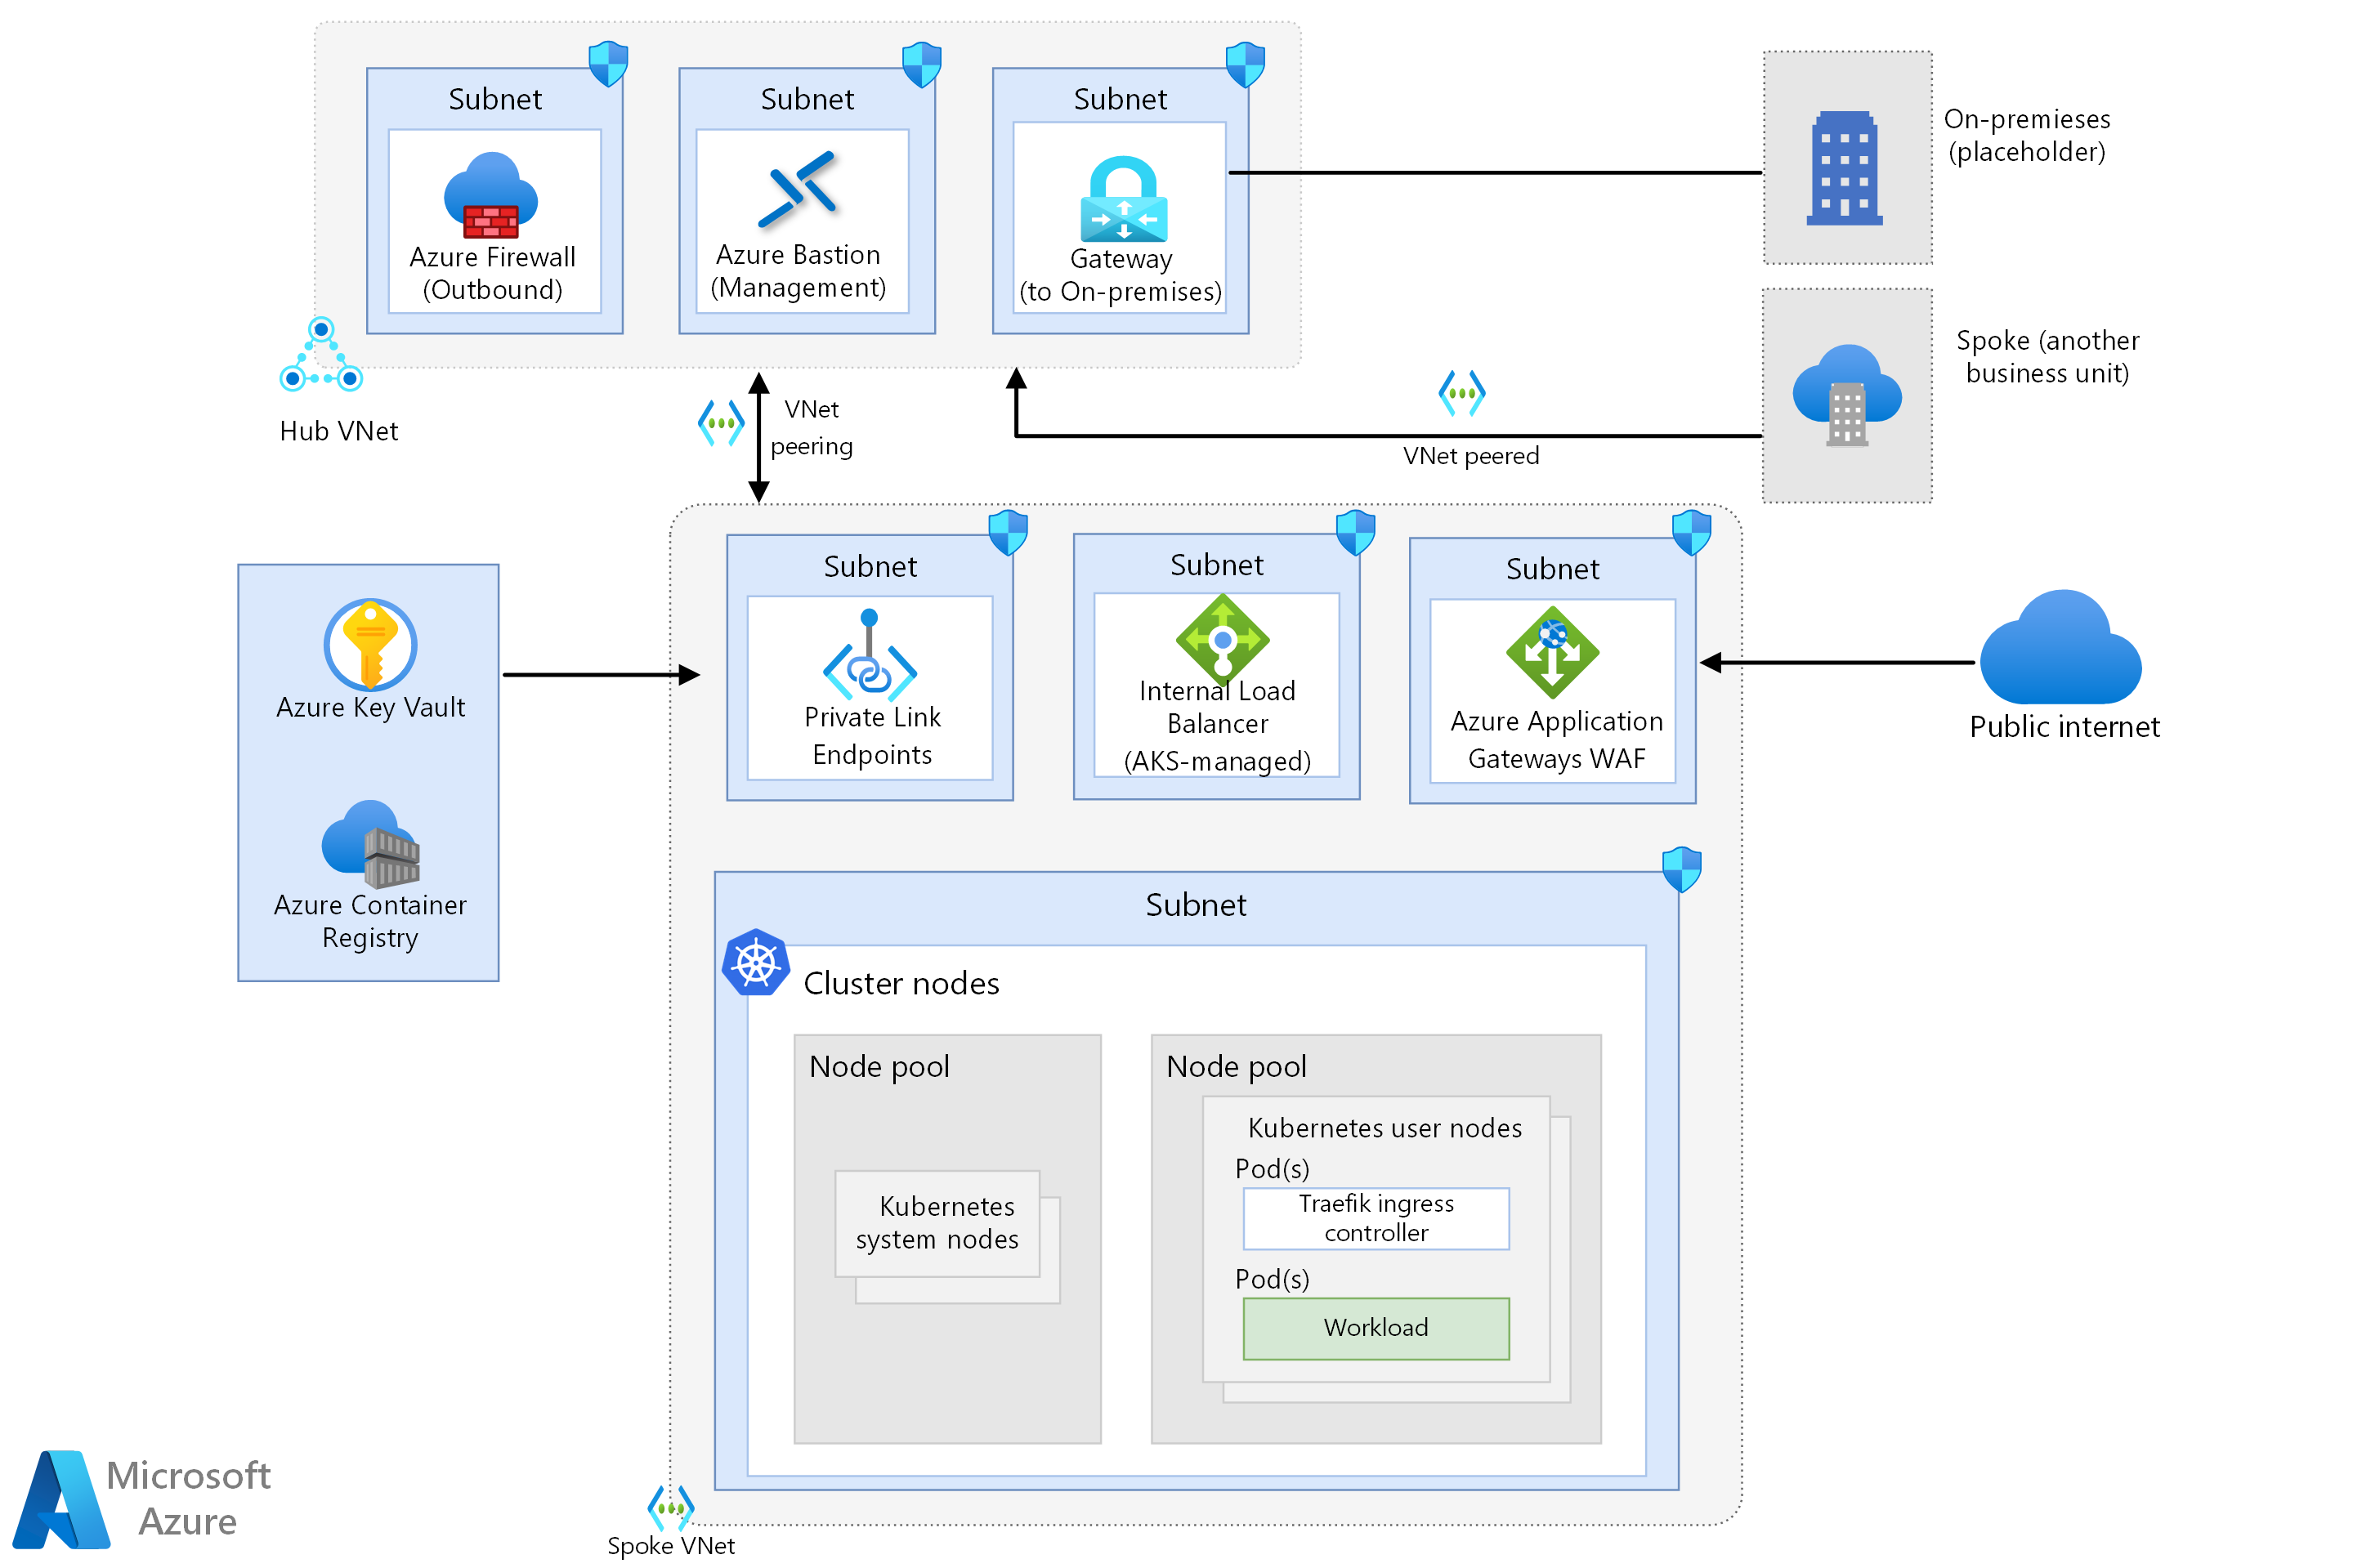 Subnet
Azure Firewall
(Outbound)
Subnet
Azure Bastion
(Management)
Subnet
Gateway
(to On-premises)
On-premieses
(placeholder)
Spoke (another
business unit)
Hub VNet
VNet
peering
VNet peered
Azure Key Vault
Azure Container
Registry
Subnet
Private Link
Endpoints
Subnet
Internal Load
Balancer
(AKS-managed)
Subnet
Azure Application
Gateways WAF
Public internet
Subnet
Cluster nodes
Node pool
Kubernetes
system nodes
Node pool
Kubernetes user nodes
Pod(s)
Traefik ingress
controller
Pod(s)
Workload
Spoke VNet
Microsoft
Azure